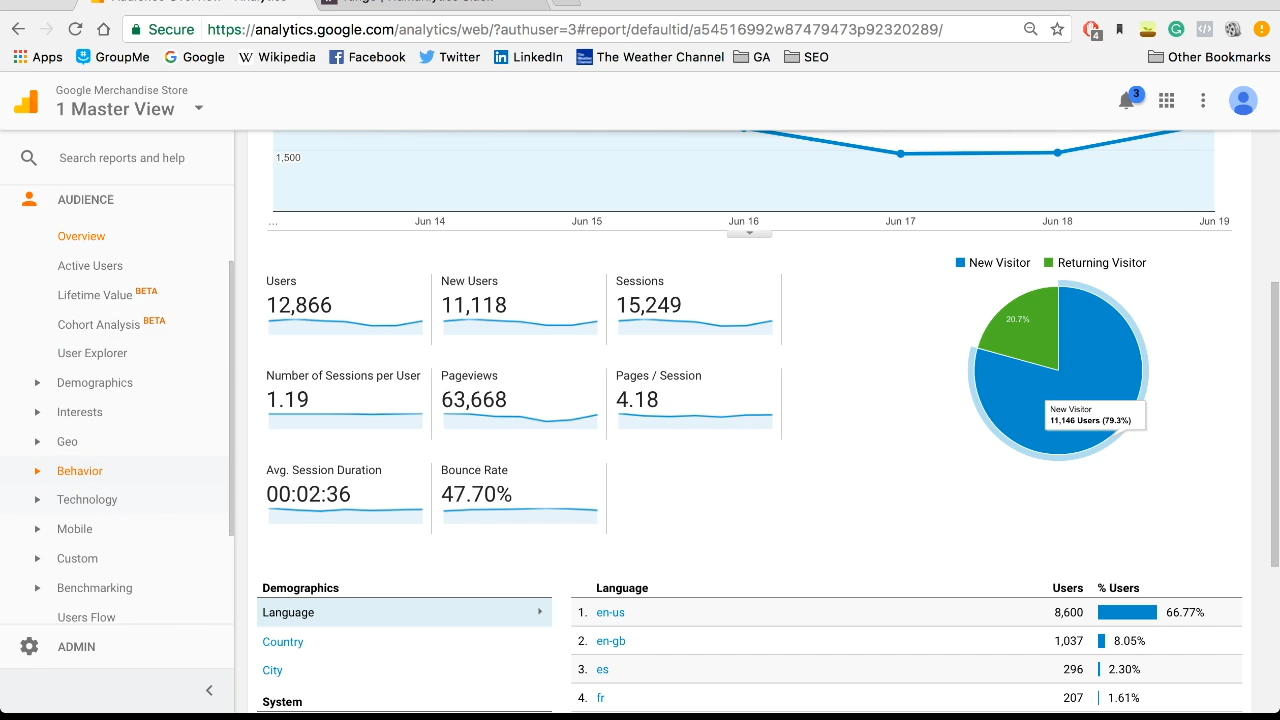 Secure
https://analytics.google.com/analytics/web/?authuser=3#report/defaultid/a54516992w87479473p92320289/
4
Apps
GroupMe
Google
Wikipedia
Facebook
Twitter
LinkedIn
The Weather Channel
GA
SEO
Other Bookmarks
Google Merchandise Store
1 Master View
3
Search reports and help
AUDIENCE
Overview
Active Users
Lifetime Value BETA
Cohort Analysis BETA
User Explorer
Demographics
Interests
Geo
Behavior
Technology
Mobile
Custom
Benchmarking
Users Flow
ADMIN
1,500
...
Jun 14
Jun 15
Jun 16
Jun 17
Jun 18
Jun 19
New Visitor
Returning Visitor
Users
12,866
New Users
11,118
Sessions
15,249
Number of Sessions per User
1.19
Pageviews
63,668
Pages / Session
4.18
Avg. Session Duration
00:02:36
Bounce Rate
47.70%
20.7%
New Visitor
11,146 Users (79.3%)
Demographics
Language
Country
City
System
Language Users % Users
1. en-us 8,600 66.77%
2. en-gb 1,037 8.05%
3. es 296 2.30%
4. fr 207 1.61%